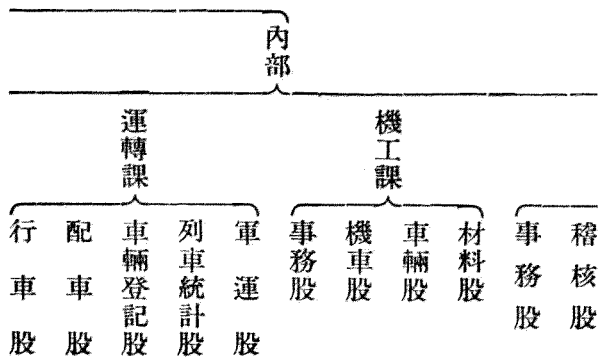 內部
機工課
運轉課
稽核股
事務股
材料股
車輛股
機車股
事務股
軍運股
列車統計股
車輛登記股
配車股
行車股